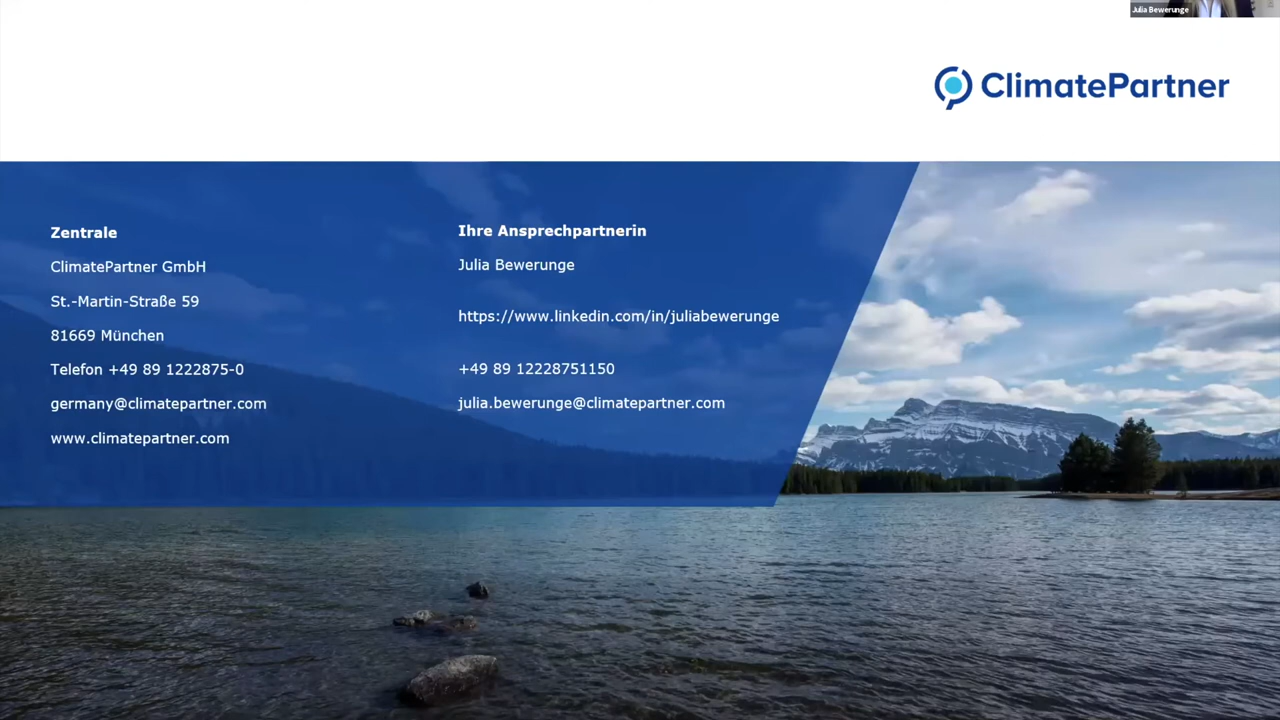 Julia Bewerunge
ClimatePartner
Zentrale
ClimatePartner GmbH
St.-Martin-Straße 59
81669 München
Telefon +49 89 1222875-0
germany@climatepartner.com
www.climatepartner.com
Ihre Ansprechpartnerin
Julia Bewerunge
https://www.linkedin.com/in/juliabewerunge
+49 89 12228751150
julia.bewerunge@climatepartner.com